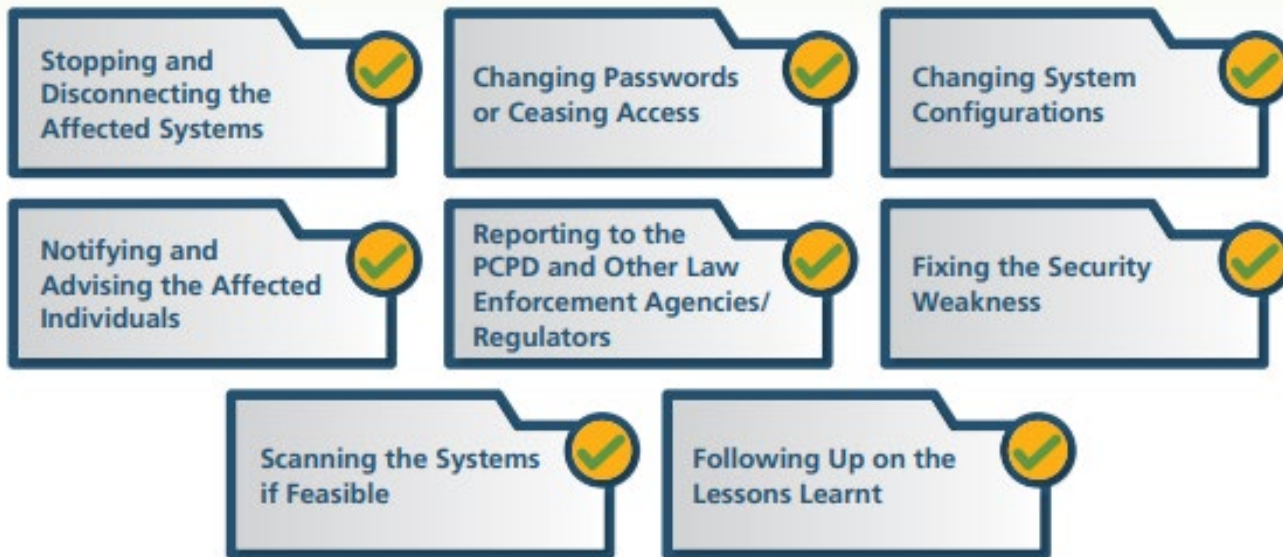 Stopping and
Disconnecting the
Affected Systems
Changing Passwords
or Ceasing Access
Changing System
Configurations
Notifying and
Advising the Affected
Individuals
Reporting to the
PCPD and Other Law
Enforcement Agencies/
Regulators
Fixing the Security
Weakness
Scanning the Systems
if Feasible
Following Up on the
Lessons Learnt